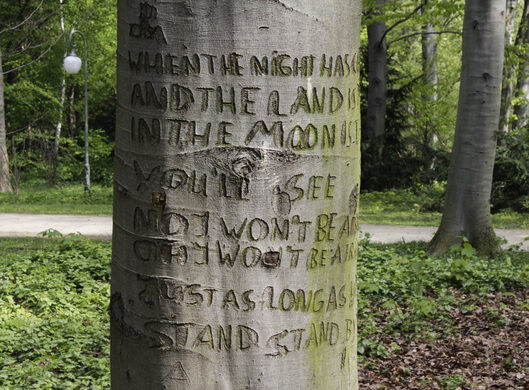 WHEN THE NIGHT HAS C
AND THE LAND IS
IN THE MOON IS T
YOU'LL SEE
NO I WON'T BE A
OH I WON'T BE A
JUST AS LONG AS
STAND STAND B